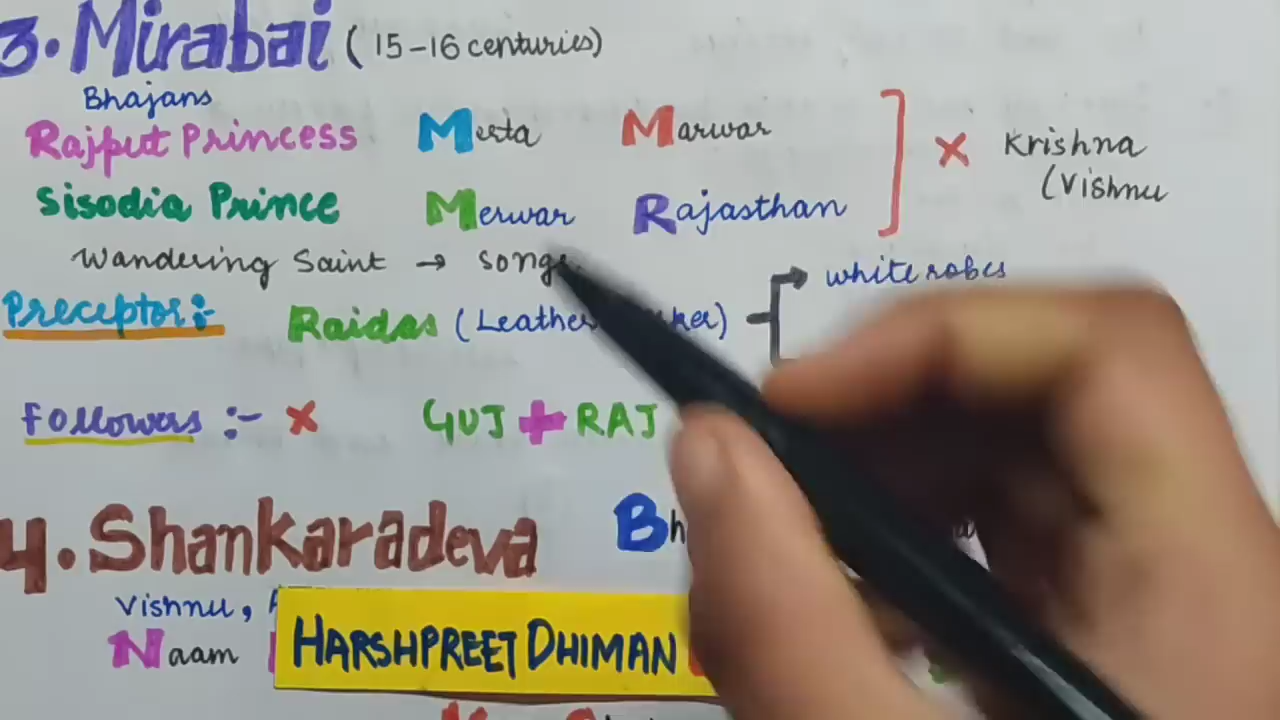 3. Mirabai (15-16 centuries)
Bhajans
Rajput Princess Merta Marwar
× Krishna
(Vishnu
Sisodia Prince Merwar Rajasthan
Wandering Saint → songs
white robes
Preceptor:- Raidas (Leather
Followers :- × GUJ + RAJ
4. Shankaradeva
Vishnu,
Naam
HARSHPREET DHIMAN